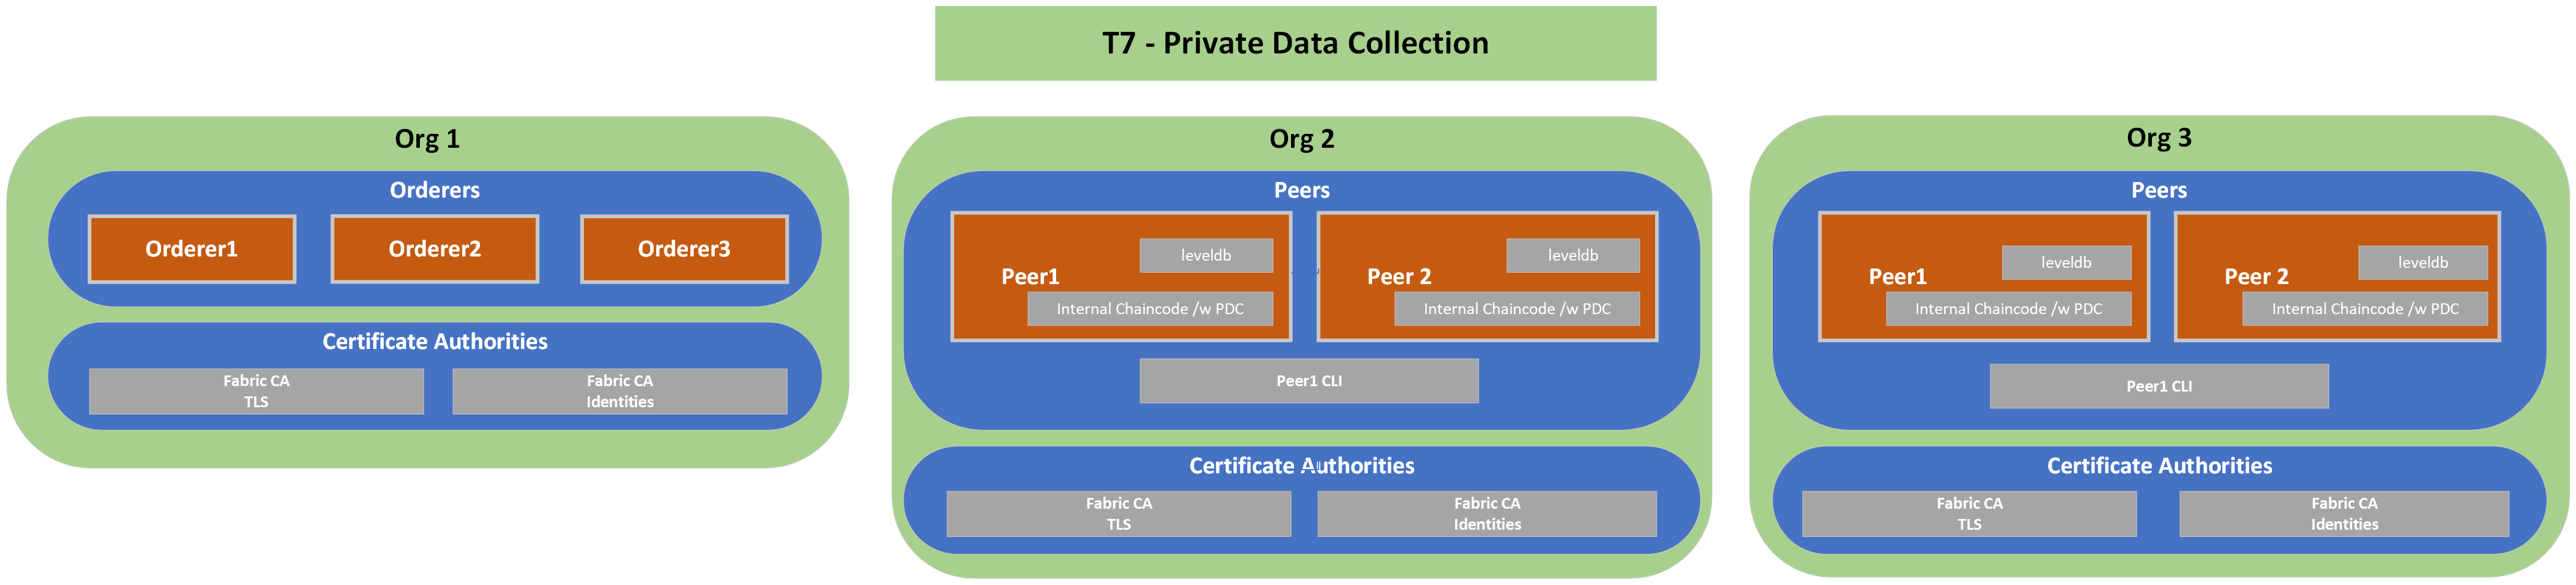 T7 - Private Data Collection
Org 1
Orderers
Orderer1
Orderer2
Orderer3
Certificate Authorities
Fabric CA
TLS
Fabric CA
Identities
Org 2
Peers
Peer1
leveldb
Internal Chaincode /w PDC
Peer 2
leveldb
Internal Chaincode /w PDC
Peer1 CLI
Certificate Authorities
Fabric CA
TLS
Fabric CA
Identities
Org 3
Peers
Peer1
leveldb
Internal Chaincode /w PDC
Peer 2
leveldb
Internal Chaincode /w PDC
Peer1 CLI
Certificate Authorities
Fabric CA
TLS
Fabric CA
Identities